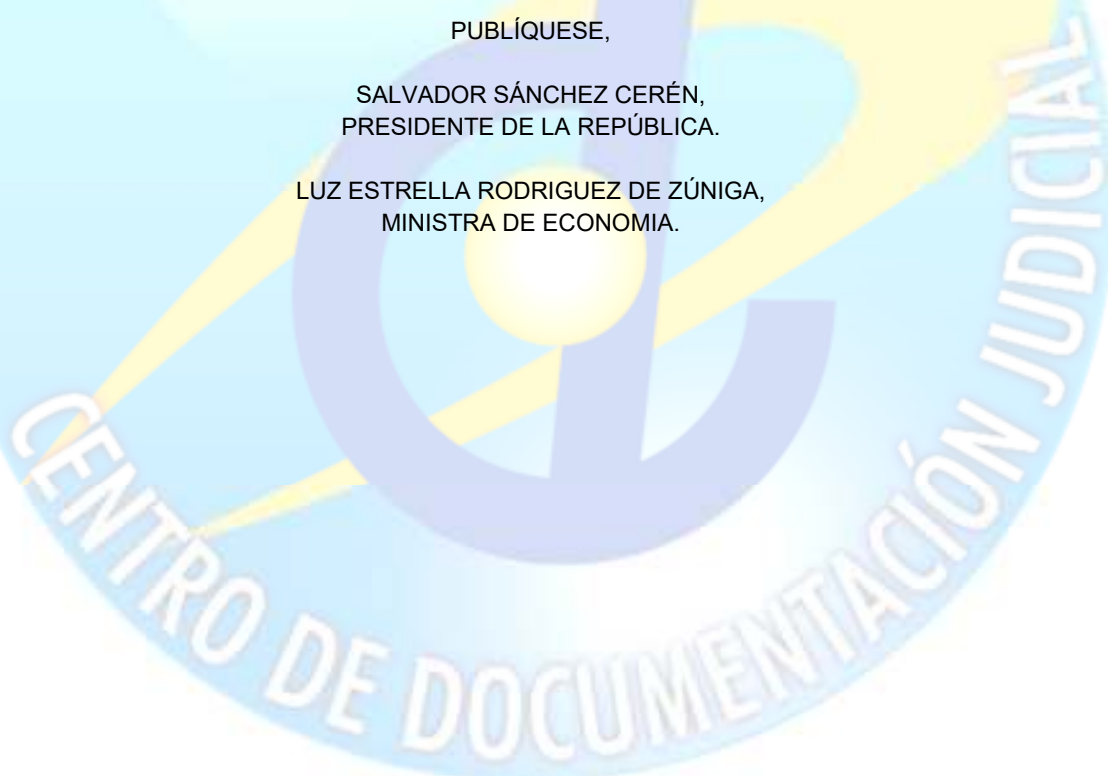 PUBLÍQUESE,
SALVADOR SÁNCHEZ CERÉN,
PRESIDENTE DE LA REPÚBLICA.
LUZ ESTRELLA RODRIGUEZ DE ZÚNIGA,
MINISTRA DE ECONOMIA.
CENTRO DE DOCUMENTACIÓN JUDICIAL